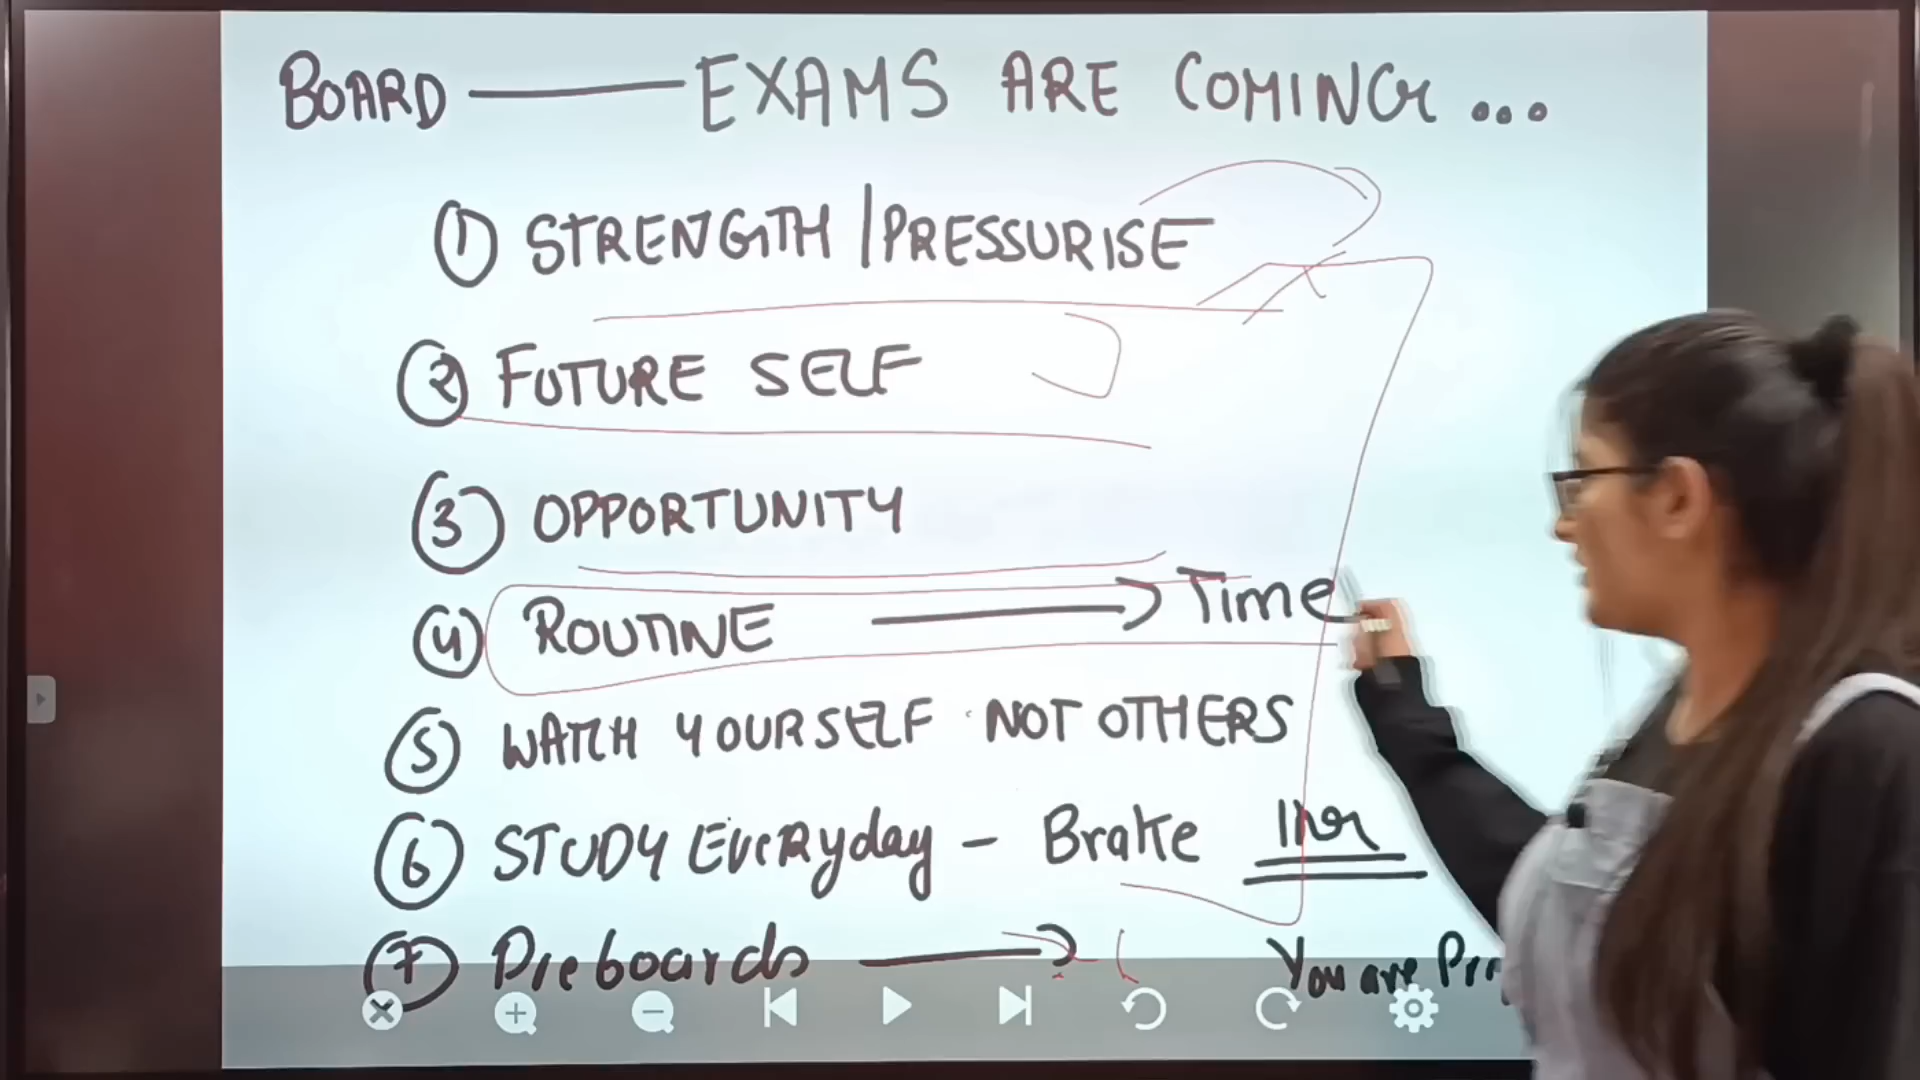 BOARD — EXAMS ARE COMING ...
① STRENGTH / PRESSURISE
② FUTURE SELF
③ OPPORTUNITY
④ ROUTINE → Time
⑤ WATCH YOURSELF NOT OTHERS
⑥ STUDY EVERyday - Brake 1hr
⑦ Preboards → You are